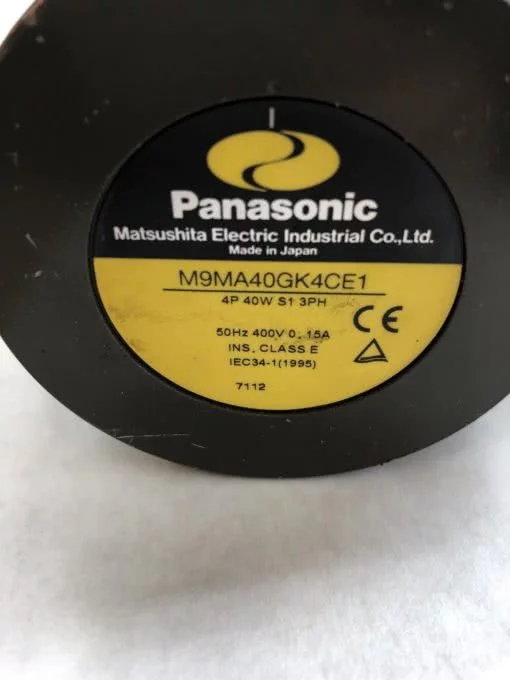 Panasonic
Matsushita Electric Industrial Co.,Ltd.
Made in Japan
M9MA40GK4CE1
4P 40W S1 3PH
50Hz 400V 0.15A
INS. CLASS E
IEC34-1(1995)
7112
CE